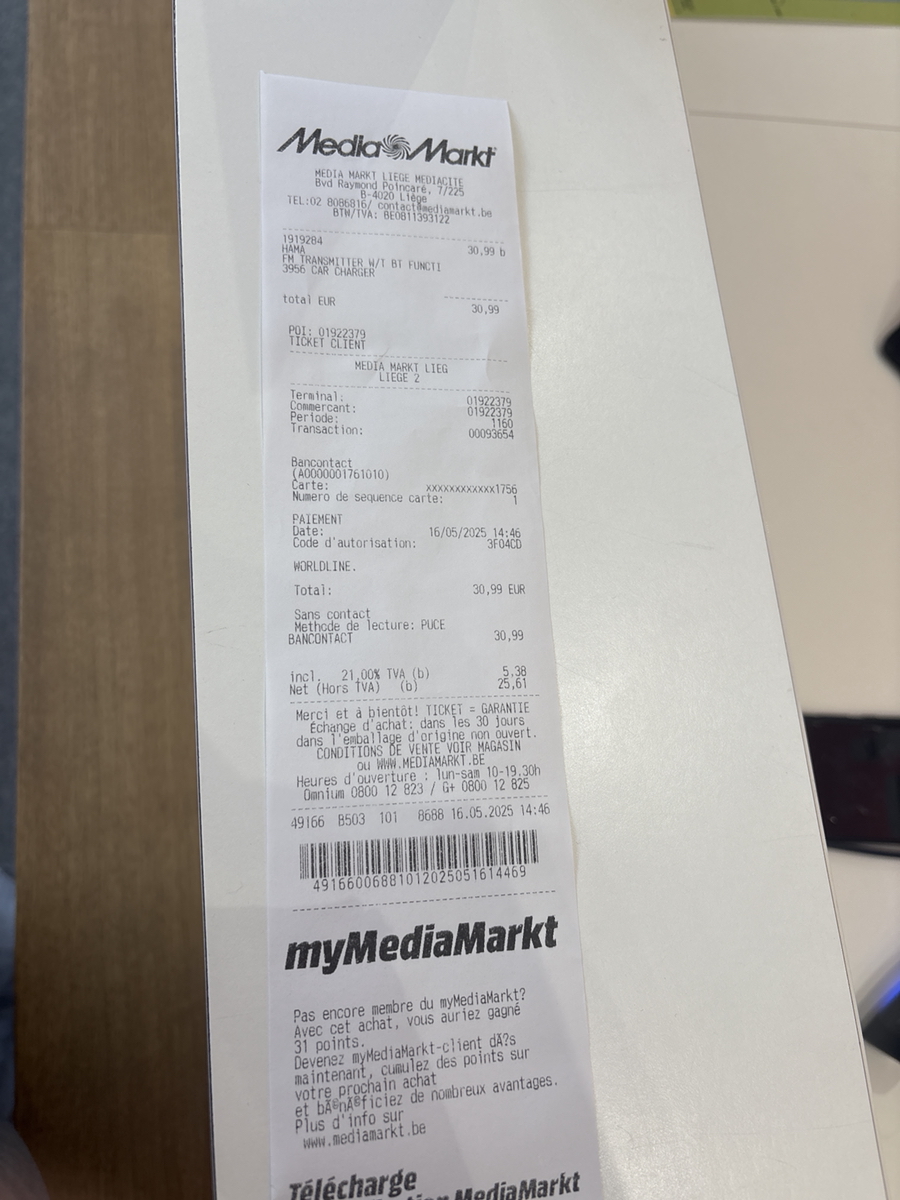 MediaMarkt
MEDIA MARKT LIEGE MEDIACITE
Bvd Raymond Poincaré, 7/225
B-4020 Liège
TEL:02 8086816/ contact@mediamarkt.be
BTW/TVA: BE0811393122
1919284
HAMA 30,99 b
FM TRANSMITTER W/T BT FUNCTI
3956 CAR CHARGER
total EUR 30,99
POI: 01922379
TICKET CLIENT
MEDIA MARKT LIEG
LIEGE 2
Terminal: 01922379
Commercant: 01922379
Periode: 1160
Transaction: 00093654
Bancontact
(A0000001761010)
Carte: xxxxxxxxxxxx1756
Numero de sequence carte: 1
PAIEMENT
Date: 16/05/2025 14:46
Code d'autorisation: 3F04CD
WORLDLINE.
Total: 30,99 EUR
Sans contact
Methode de lecture: PUCE
BANCONTACT 30,99
incl. 21,00% TVA (b) 5,38
Net (Hors TVA) (b) 25,61
Merci et à bientôt! TICKET = GARANTIE
Échange d'achat: dans les 30 jours
dans l'emballage d'origine non ouvert.
CONDITIONS DE VENTE VOIR MAGASIN
ou WWW.MEDIAMARKT.BE
Heures d'ouverture : lun-sam 10-19.30h
Omnium 0800 12 823 / G+ 0800 12 825
49166 B503 101 8688 16.05.2025 14:46
4916600688101202505161446​9
myMediaMarkt
Pas encore membre du myMediaMarkt?
Avec cet achat, vous auriez gagné
31 points.
Devenez myMediaMarkt-client dÃ?s
maintenant, cumulez des points sur
votre prochain achat
et bÃ©nÃ©ficiez de nombreux avantages.
Plus d'info sur
www.mediamarkt.be
Télécharge
MediaMarkt